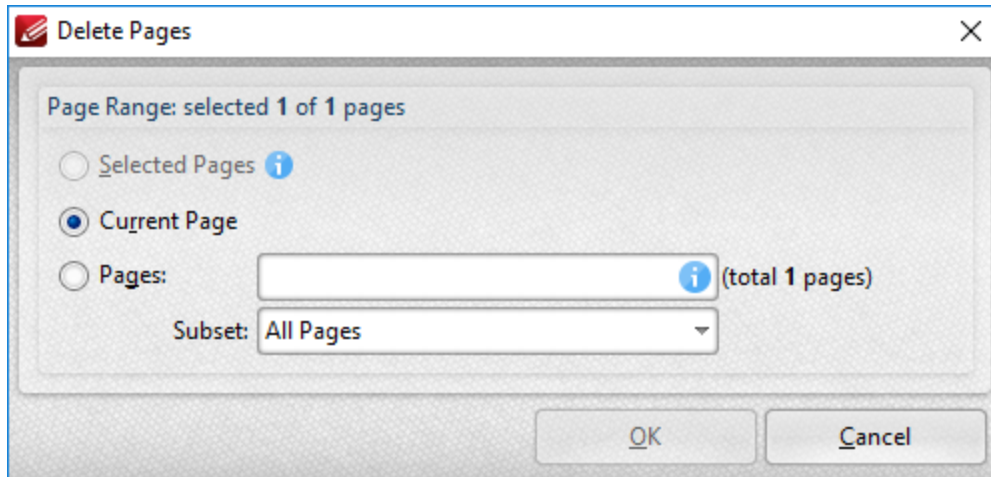 Delete Pages
Page Range: selected 1 of 1 pages
Selected Pages
Current Page
Pages: (total 1 pages)
Subset: All Pages
OK Cancel